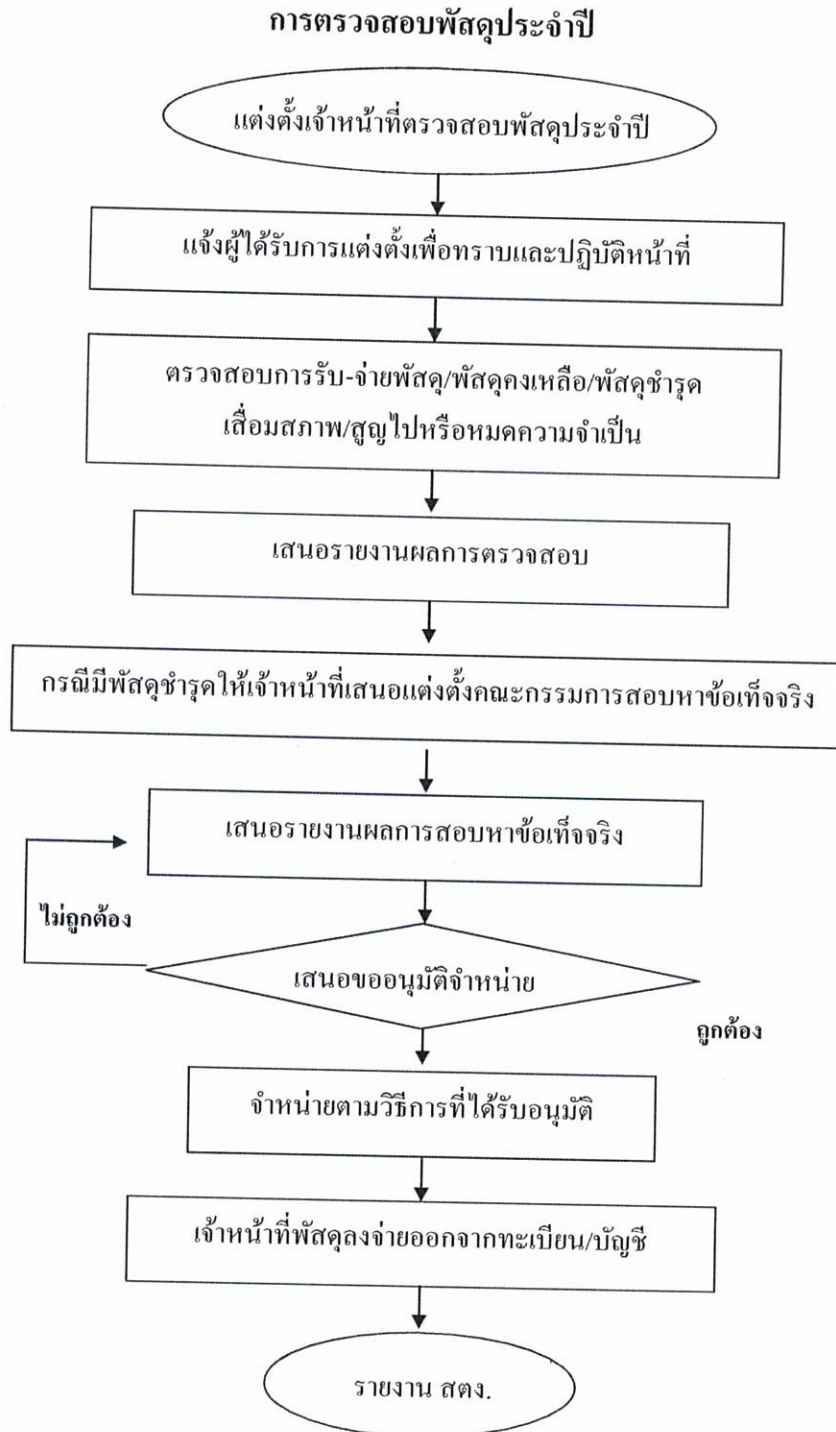 การตรวจสอบพัสดุประจำปี
แต่งตั้งเจ้าหน้าที่ตรวจสอบพัสดุประจำปี
แจ้งผู้ได้รับการแต่งตั้งเพื่อทราบและปฏิบัติหน้าที่
ตรวจสอบการรับ-จ่ายพัสดุ/พัสดุคงเหลือ/พัสดุชำรุด
เสื่อมสภาพ/สูญไปหรือหมดความจำเป็น
เสนอรายงานผลการตรวจสอบ
กรณีมีพัสดุชำรุดให้เจ้าหน้าที่เสนอแต่งตั้งคณะกรรมการสอบหาข้อเท็จจริง
เสนอรายงานผลการสอบหาข้อเท็จจริง
ไม่ถูกต้อง
เสนอขออนุมัติจำหน่าย
ถูกต้อง
จำหน่ายตามวิธีการที่ได้รับอนุมัติ
เจ้าหน้าที่พัสดุลงจ่ายออกจากทะเบียน/บัญชี
รายงาน สตง.